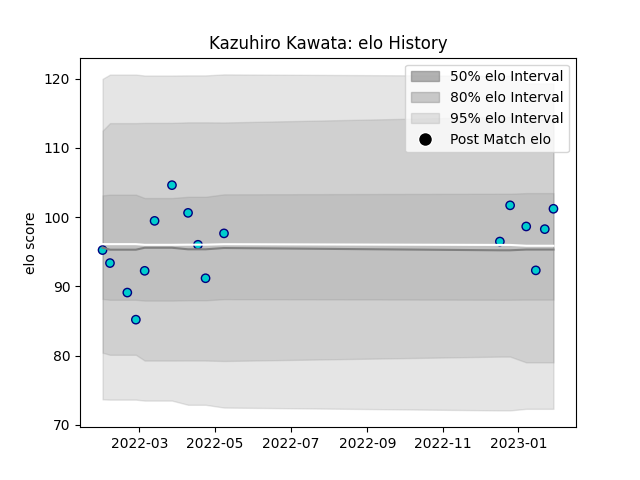 Kazuhiro Kawata: elo History
50% elo Interval
80% elo Interval
95% elo Interval
Post Match elo
elo score
120
110
100
90
80
70
2022-03 2022-05 2022-07 2022-09 2022-11 2023-01